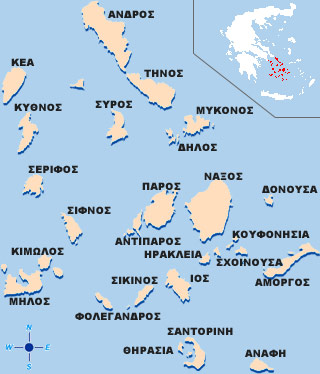 ΑΝΔΡΟΣ
ΚΕΑ
ΤΗΝΟΣ
ΚΥΘΝΟΣ
ΣΥΡΟΣ
ΜΥΚΟΝΟΣ
ΔΗΛΟΣ
ΣΕΡΙΦΟΣ
ΝΑΞΟΣ
ΠΑΡΟΣ
ΔΟΝΟΥΣΑ
ΣΙΦΝΟΣ
ΑΝΤΙΠΑΡΟΣ
ΚΟΥΦΟΝΗΣΙΑ
ΚΙΜΩΛΟΣ
ΗΡΑΚΛΕΙΑ
ΣΧΟΙΝΟΥΣΑ
ΣΙΚΙΝΟΣ
ΙΟΣ
ΑΜΟΡΓΟΣ
ΜΗΛΟΣ
ΦΟΛΕΓΑΝΔΡΟΣ
ΣΑΝΤΟΡΙΝΗ
ΘΗΡΑΣΙΑ
ΑΝΑΦΗ
N
W E
S